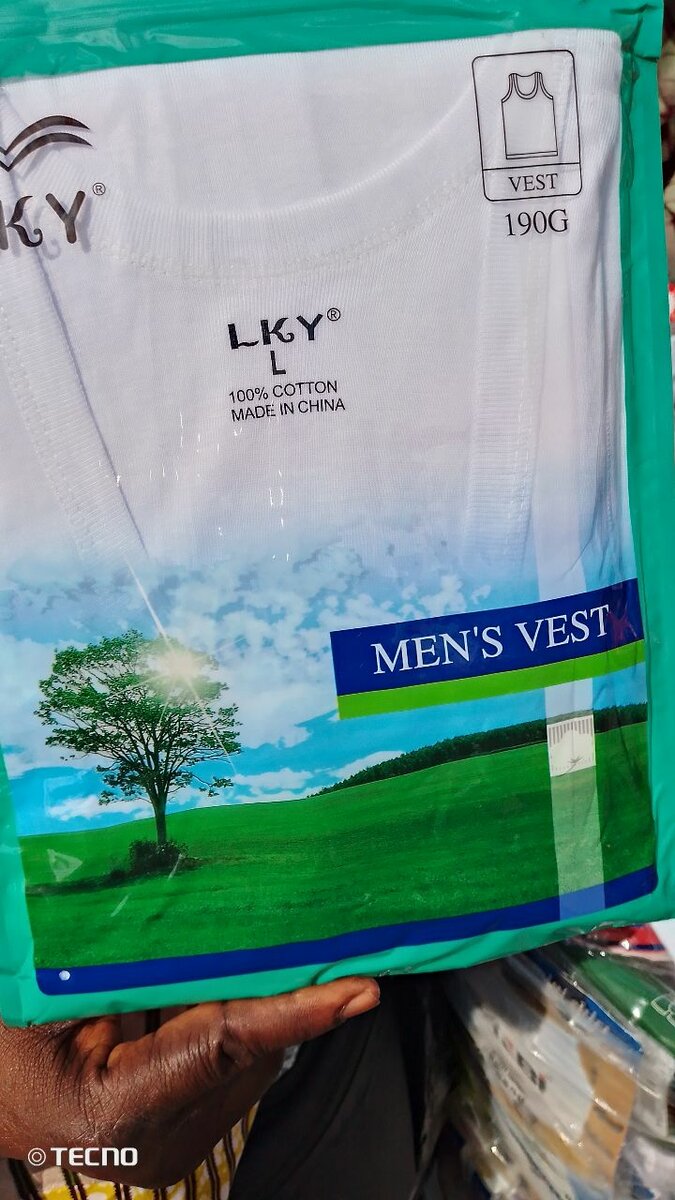 KY®
VEST
190G
LKY®
L
100% COTTON
MADE IN CHINA
MEN'S VEST
TECNO